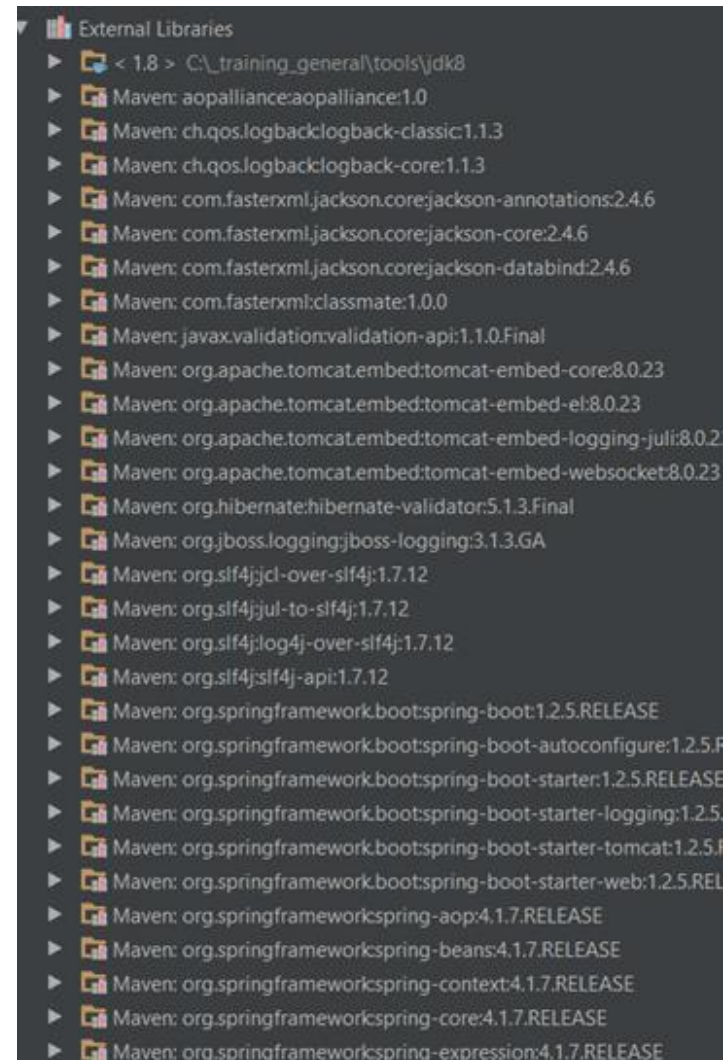 External Libraries
< 1.8 > C:\_training_general\tools\jdk8
Maven: aopalliance:aopalliance:1.0
Maven: ch.qos.logback:logback-classic:1.1.3
Maven: ch.qos.logback:logback-core:1.1.3
Maven: com.fasterxml.jackson.core:jackson-annotations:2.4.6
Maven: com.fasterxml.jackson.core:jackson-core:2.4.6
Maven: com.fasterxml.jackson.core:jackson-databind:2.4.6
Maven: com.fasterxml:classmate:1.0.0
Maven: javax.validation:validation-api:1.1.0.Final
Maven: org.apache.tomcat.embed:tomcat-embed-core:8.0.23
Maven: org.apache.tomcat.embed:tomcat-embed-el:8.0.23
Maven: org.apache.tomcat.embed:tomcat-embed-logging-juli:8.0.2
Maven: org.apache.tomcat.embed:tomcat-embed-websocket:8.0.23
Maven: org.hibernate:hibernate-validator:5.1.3.Final
Maven: org.jboss.logging:jboss-logging:3.1.3.GA
Maven: org.slf4j:jcl-over-slf4j:1.7.12
Maven: org.slf4j:jul-to-slf4j:1.7.12
Maven: org.slf4j:log4j-over-slf4j:1.7.12
Maven: org.slf4j:slf4j-api:1.7.12
Maven: org.springframework.boot:spring-boot:1.2.5.RELEASE
Maven: org.springframework.boot:spring-boot-autoconfigure:1.2.5.R
Maven: org.springframework.boot:spring-boot-starter:1.2.5.RELEASE
Maven: org.springframework.boot:spring-boot-starter-logging:1.2.5.
Maven: org.springframework.boot:spring-boot-starter-tomcat:1.2.5.R
Maven: org.springframework.boot:spring-boot-starter-web:1.2.5.REL
Maven: org.springframework:spring-aop:4.1.7.RELEASE
Maven: org.springframework:spring-beans:4.1.7.RELEASE
Maven: org.springframework:spring-context:4.1.7.RELEASE
Maven: org.springframework:spring-core:4.1.7.RELEASE
Maven: org.springframework:spring-expression:4.1.7.RELEASE